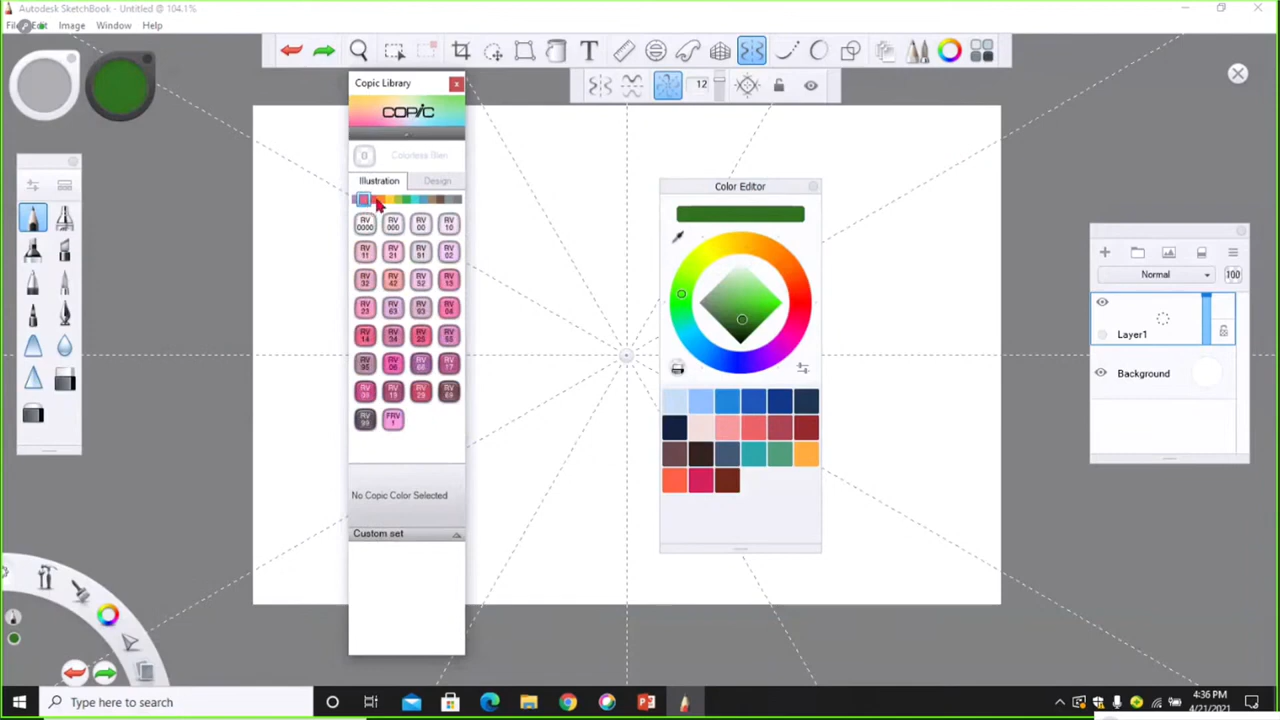 Autodesk SketchBook - Untitled @ 104.1%
File Edit Image Window Help
T
12
Copic Library
x
COPIC
0 Colorless Blen
Illustration Design
RV 0000 RV 000 RV 00 RV 10
RV 11 RV 21 RV 91 RV 02
RV 32 RV 42 RV 52 RV 13
RV 23 RV 63 RV 93 RV 04
RV 14 RV 34 RV 25 RV 55
RV 95 RV 06 RV 66 RV 17
RV 09 RV 19 RV 29 RV 69
RV 99 FRV 1
No Copic Color Selected
Custom set
Color Editor
Normal 100
Layer1
Background
Type here to search
4:36 PM
4/21/2021